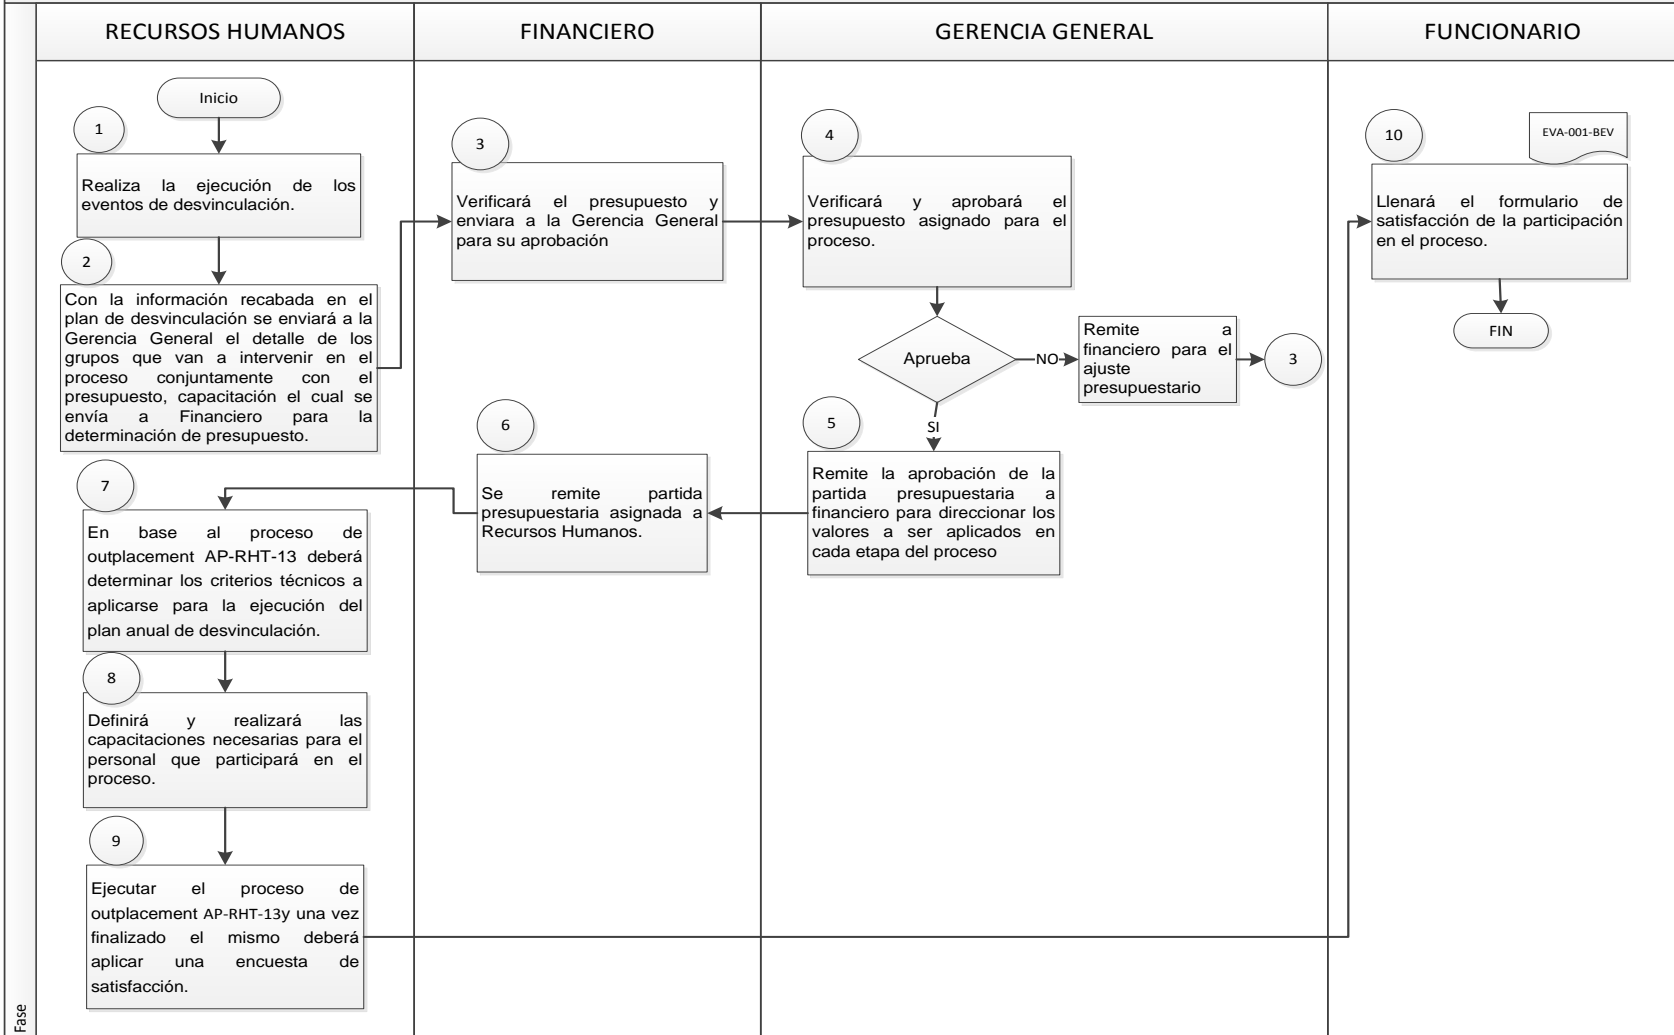 RECURSOS HUMANOS
FINANCIERO
GERENCIA GENERAL
FUNCIONARIO
Inicio
1
Realiza la ejecución de los
eventos de desvinculación.
2
Con la información recabada en el
plan de desvinculación se enviará a la
Gerencia General el detalle de los
grupos que van a intervenir en el
proceso conjuntamente con el
presupuesto, capacitación el cual se
envía a Financiero para la
determinación de presupuesto.
3
Verificará el presupuesto y
enviara a la Gerencia General
para su aprobación
4
Verificará y aprobará el
presupuesto asignado para el
proceso.
Aprueba
NO
Remite a
financiero para el
ajuste
presupuestario
3
SI
5
Remite la aprobación de la
partida presupuestaria a
financiero para direccionar los
valores a ser aplicados en
cada etapa del proceso
6
Se remite partida
presupuestaria asignada a
Recursos Humanos.
7
En base al proceso de
outplacement AP-RHT-13 deberá
determinar los criterios técnicos a
aplicarse para la ejecución del
plan anual de desvinculación.
8
Definirá y realizará las
capacitaciones necesarias para el
personal que participará en el
proceso.
9
Ejecutar el proceso de
outplacement AP-RHT-13y una vez
finalizado el mismo deberá
aplicar una encuesta de
satisfacción.
10
EVA-001-BEV
Llenará el formulario de
satisfacción de la participación
en el proceso.
FIN
Fase